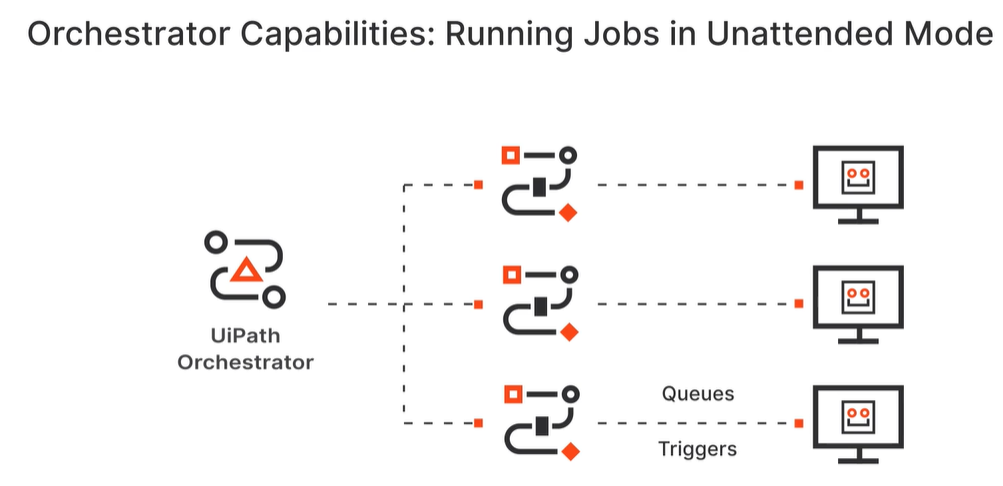 Orchestrator Capabilities: Running Jobs in Unattended Mode
UiPath
Orchestrator
Queues
Triggers